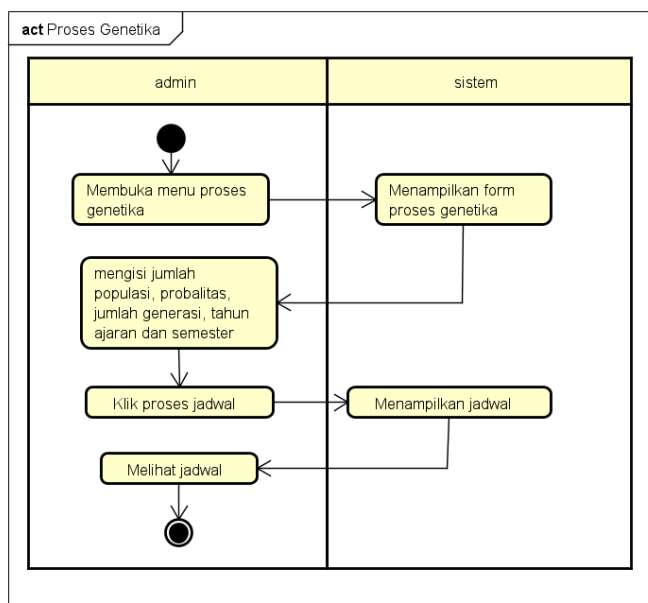 act Proses Genetika
admin
sistem
Membuka menu proses
genetika
Menampilkan form
proses genetika
mengisi jumlah
populasi, probalitas,
jumlah generasi, tahun
ajaran dan semester
Klik proses jadwal
Menampilkan jadwal
Melihat jadwal